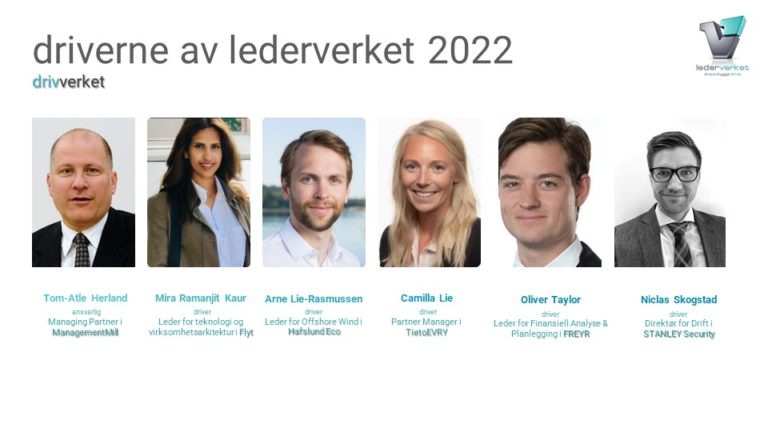 driverne av lederverket 2022
drivverket
lederverket
Tom-Atle Herland
ansvarlig
Managing Partner i
ManagementMill
Mira Ramanjit Kaur
driver
Leder for teknologi og
virksomhetsarkitektur i Flyt
Arne Lie-Rasmussen
driver
Leder for Offshore Wind i
Hafslund Eco
Camilla Lie
driver
Partner Manager i
TietoEVRY
Oliver Taylor
driver
Leder for Finansiell Analyse &
Planlegging i FREYR
Niclas Skogstad
driver
Direktør for Drift i
STANLEY Security